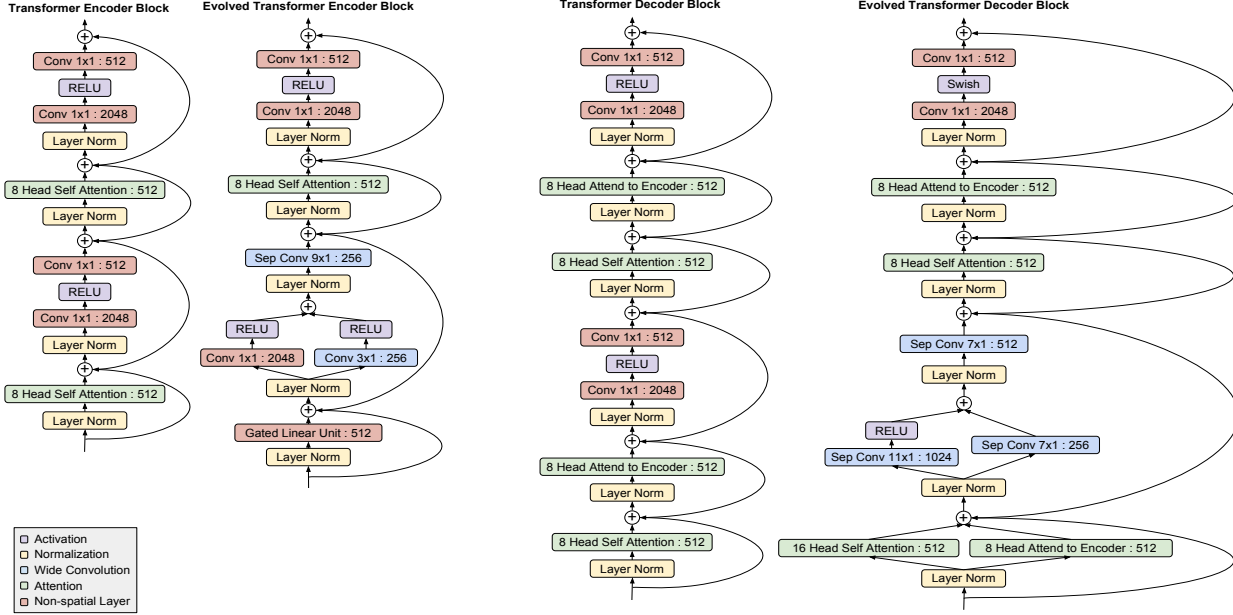 Transformer Encoder Block
Conv 1x1 : 512
RELU
Conv 1x1 : 2048
Layer Norm
8 Head Self Attention : 512
Layer Norm
Conv 1x1 : 512
RELU
Conv 1x1 : 2048
Layer Norm
8 Head Self Attention : 512
Layer Norm
Evolved Transformer Encoder Block
Conv 1x1 : 512
RELU
Conv 1x1 : 2048
Layer Norm
8 Head Self Attention : 512
Layer Norm
Sep Conv 9x1 : 256
Layer Norm
RELU
RELU
Conv 1x1 : 2048
Conv 3x1 : 256
Layer Norm
Gated Linear Unit : 512
Layer Norm
Transformer Decoder Block
Conv 1x1 : 512
RELU
Conv 1x1 : 2048
Layer Norm
8 Head Attend to Encoder : 512
Layer Norm
8 Head Self Attention : 512
Layer Norm
Conv 1x1 : 512
RELU
Conv 1x1 : 2048
Layer Norm
8 Head Attend to Encoder : 512
Layer Norm
8 Head Self Attention : 512
Layer Norm
Evolved Transformer Decoder Block
Conv 1x1 : 512
Swish
Conv 1x1 : 2048
Layer Norm
8 Head Attend to Encoder : 512
Layer Norm
8 Head Self Attention : 512
Layer Norm
Sep Conv 7x1 : 512
Layer Norm
RELU
Sep Conv 11x1 : 1024
Sep Conv 7x1 : 256
Layer Norm
16 Head Self Attention : 512
8 Head Attend to Encoder : 512
Layer Norm
Activation
Normalization
Wide Convolution
Attention
Non-spatial Layer